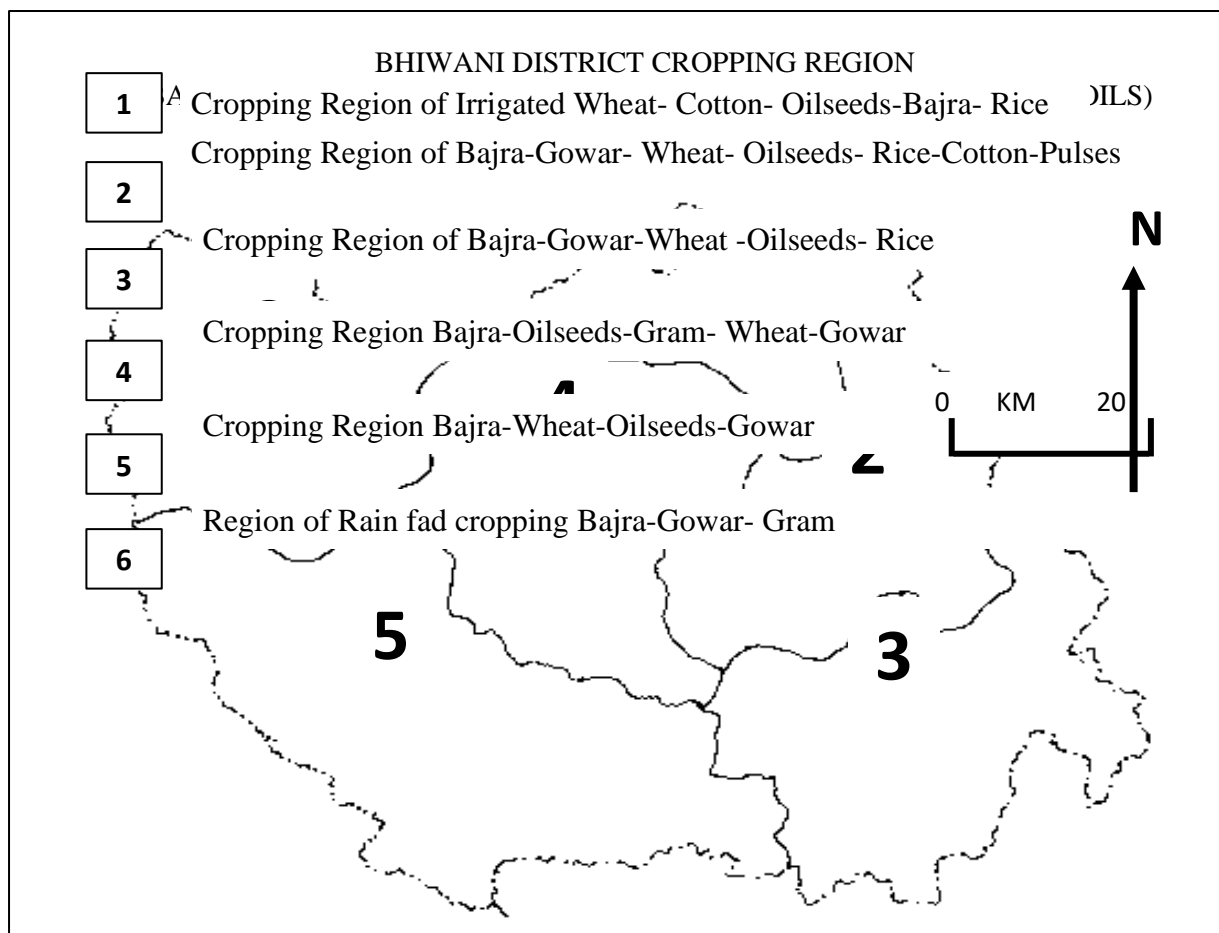 BHIWANI DISTRICT CROPPING REGION
OILS)
1 Cropping Region of Irrigated Wheat- Cotton- Oilseeds-Bajra- Rice
2 Cropping Region of Bajra-Gowar- Wheat- Oilseeds- Rice-Cotton-Pulses
3 Cropping Region of Bajra-Gowar-Wheat -Oilseeds- Rice
4 Cropping Region Bajra-Oilseeds-Gram- Wheat-Gowar
5 Cropping Region Bajra-Wheat-Oilseeds-Gowar
6 Region of Rain fad cropping Bajra-Gowar- Gram
N
0 KM 20
4
2
5
3